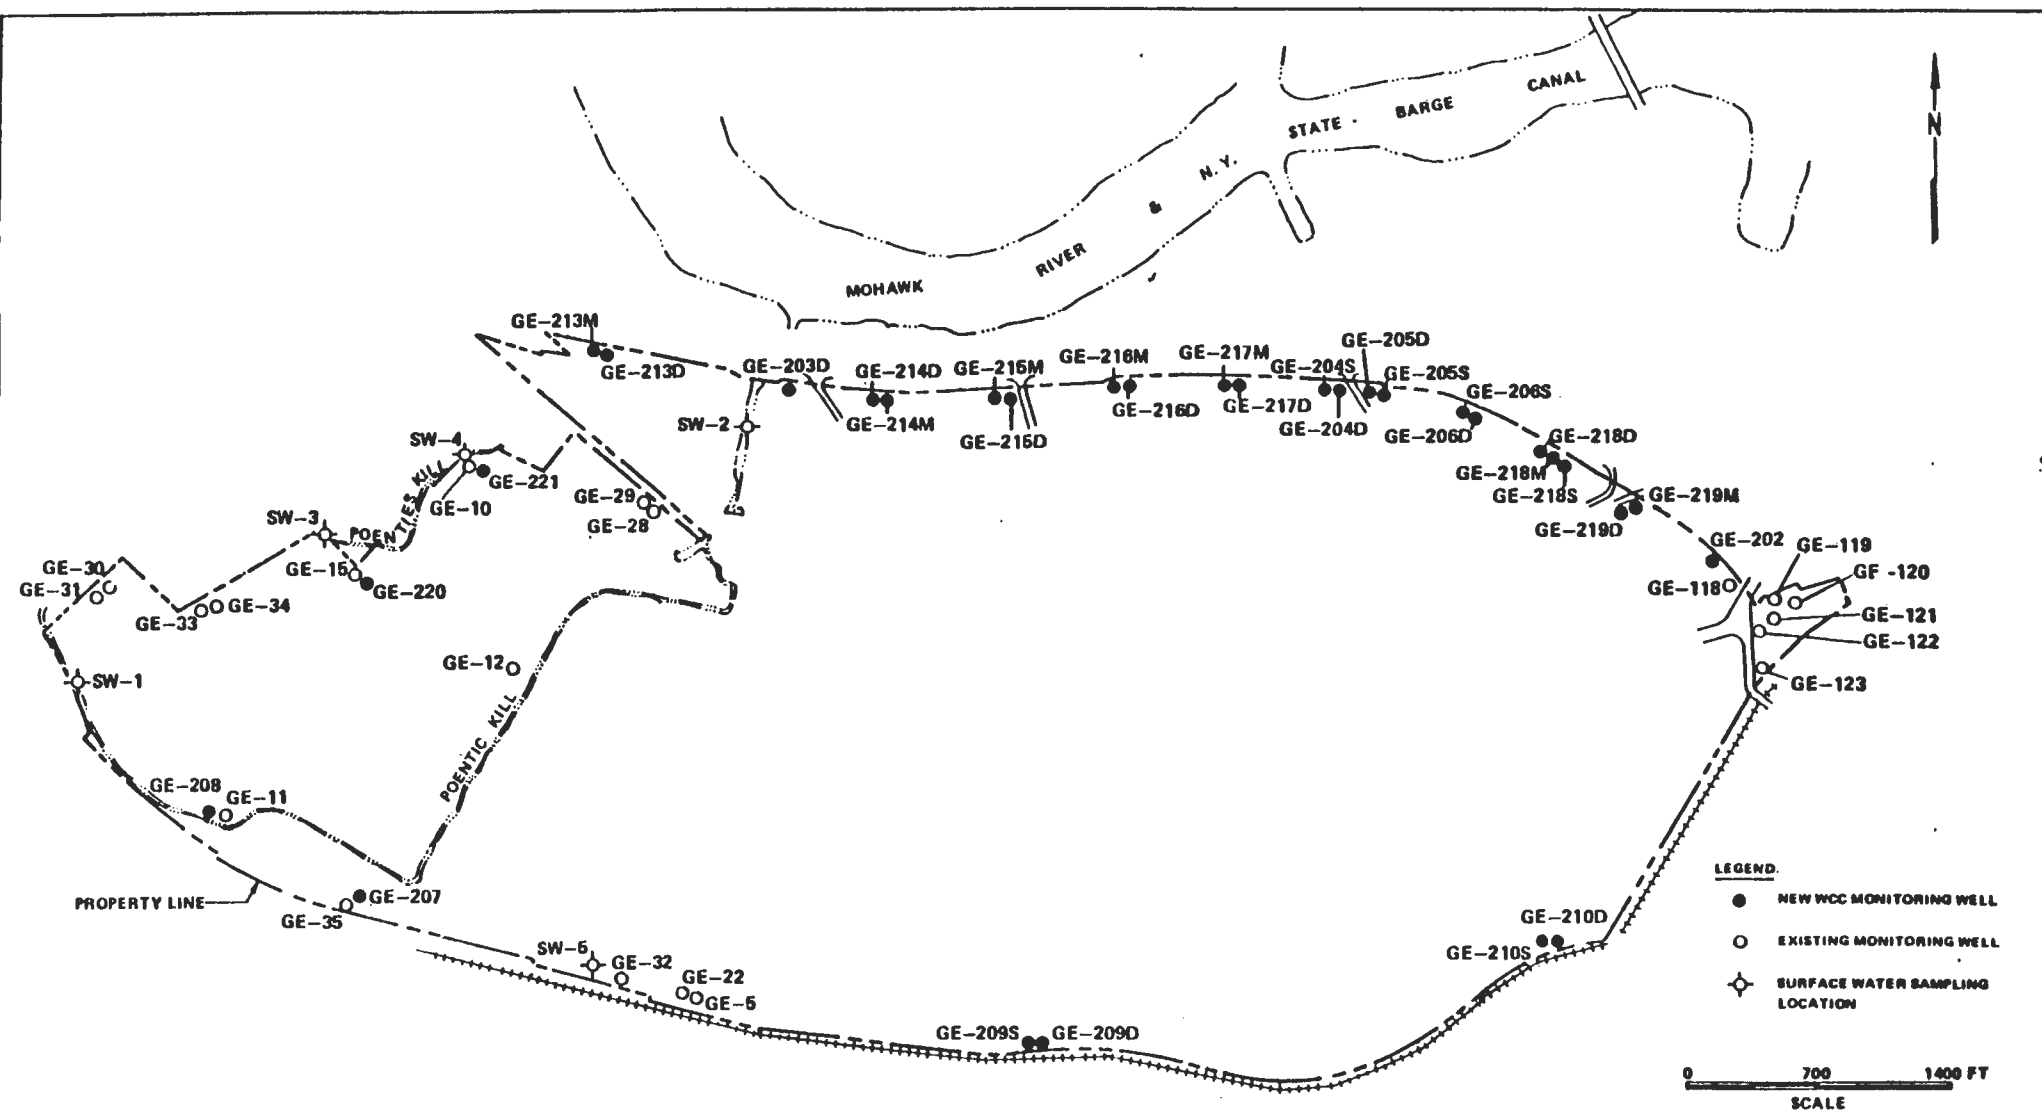 STATE BARGE CANAL
N
N.Y.
&
RIVER
MOHAWK
GE-213M
GE-213D
GE-203D
GE-214D
GE-214M
GE-215M
GE-215D
GE-216M
GE-216D
GE-217M
GE-217D
GE-204S
GE-204D
GE-205D
GE-205S
GE-206S
GE-206D
GE-218D
GE-218M
GE-218S
GE-219M
GE-219D
GE-202
GE-118
GE-119
GF -120
GE-121
GE-122
GE-123
SW-2
SW-4
GE-221
GE-10
POENTIES KILL
GE-29
GE-28
SW-3
GE-15
GE-220
GE-30
GE-31
GE-33
GE-34
SW-1
GE-12
POENTIC KILL
GE-208
GE-11
PROPERTY LINE
GE-207
GE-35
SW-5
GE-32
GE-22
GE-5
GE-209S
GE-209D
GE-210D
GE-210S
LEGEND.
NEW WCC MONITORING WELL
EXISTING MONITORING WELL
SURFACE WATER SAMPLING
LOCATION
0 700 1400 FT
SCALE